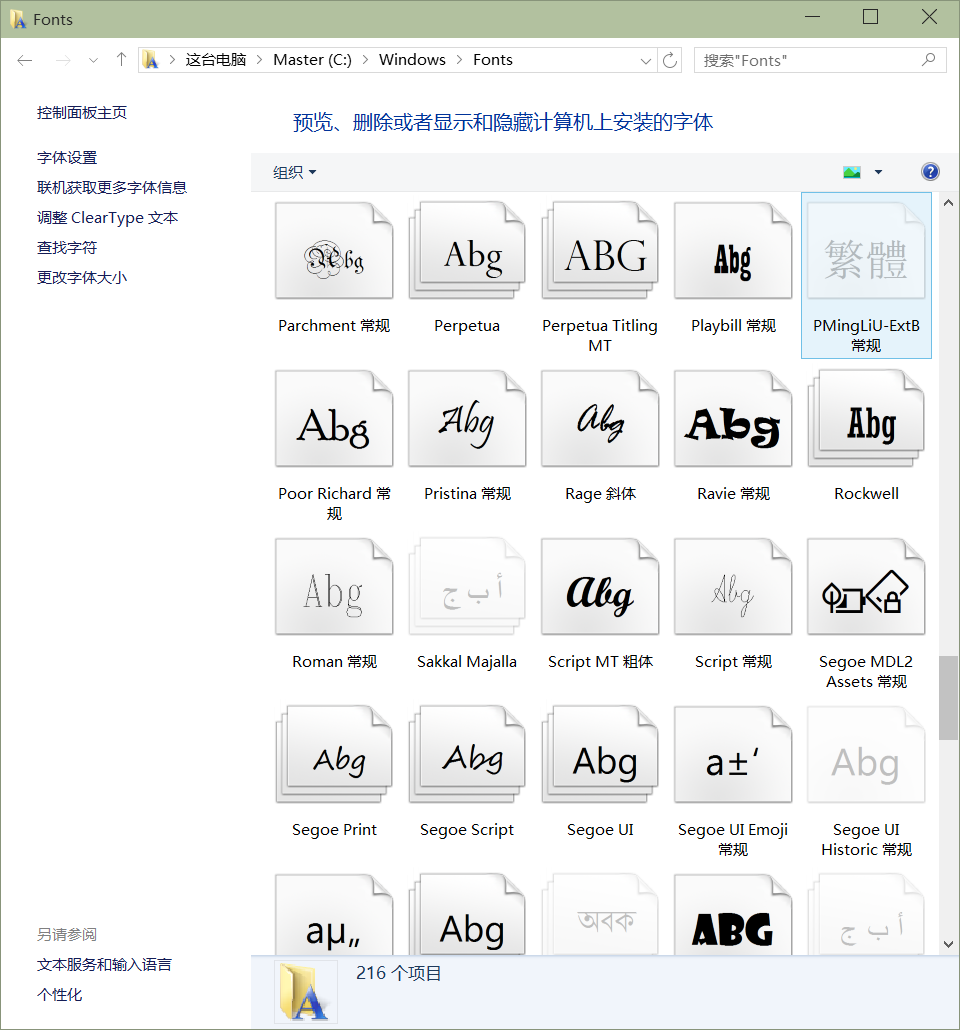 Fonts
这台电脑 Master (C:) Windows Fonts
搜索"Fonts"
控制面板主页
字体设置
联机获取更多字体信息
调整 ClearType 文本
查找字符
更改字体大小
另请参阅
文本服务和输入语言
个性化
预览、删除或者显示和隐藏计算机上安装的字体
组织
?
Abg Abg ABG Abg 繁體
Parchment 常规
Perpetua
Perpetua Titling
MT
Playbill 常规
PMingLiU-ExtB
常规
Abg Abg Abg Abg Abg
Poor Richard 常
规
Pristina 常规
Rage 斜体
Ravie 常规
Rockwell
Abg أ ب ج Abg Abg
Roman 常规
Sakkal Majalla
Script MT 粗体
Script 常规
Segoe MDL2
Assets 常规
Abg Abg Abg a±‘ Abg
Segoe Print
Segoe Script
Segoe UI
Segoe UI Emoji
常规
Segoe UI
Historic 常规
aµ„ Abg অবক ABG أ ب ج
216 个项目